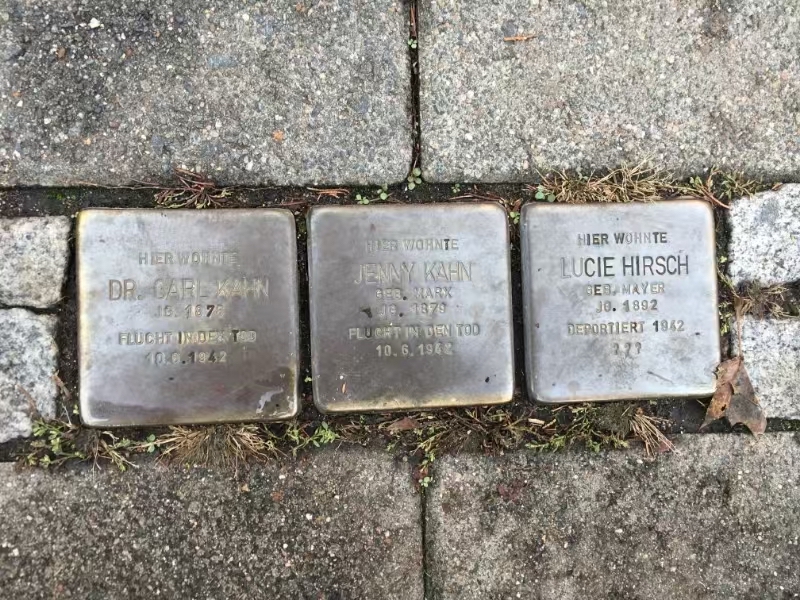 HIER WOHNTE
DR. CARL KAHN
JG. 1876
FLUCHT IN DEN TOD
10.6.1942
HIER WOHNTE
JENNY KAHN
GEB. MARX
JG. 1879
FLUCHT IN DEN TOD
10.6.1942
HIER WOHNTE
LUCIE HIRSCH
GEB. MAYER
JG. 1892
DEPORTIERT 1942
???